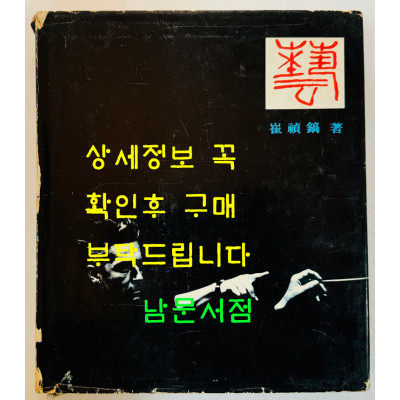 藝
崔禎鎬 著
상세정보 꼭
확인후 구매
부탁드립니다
남문서점